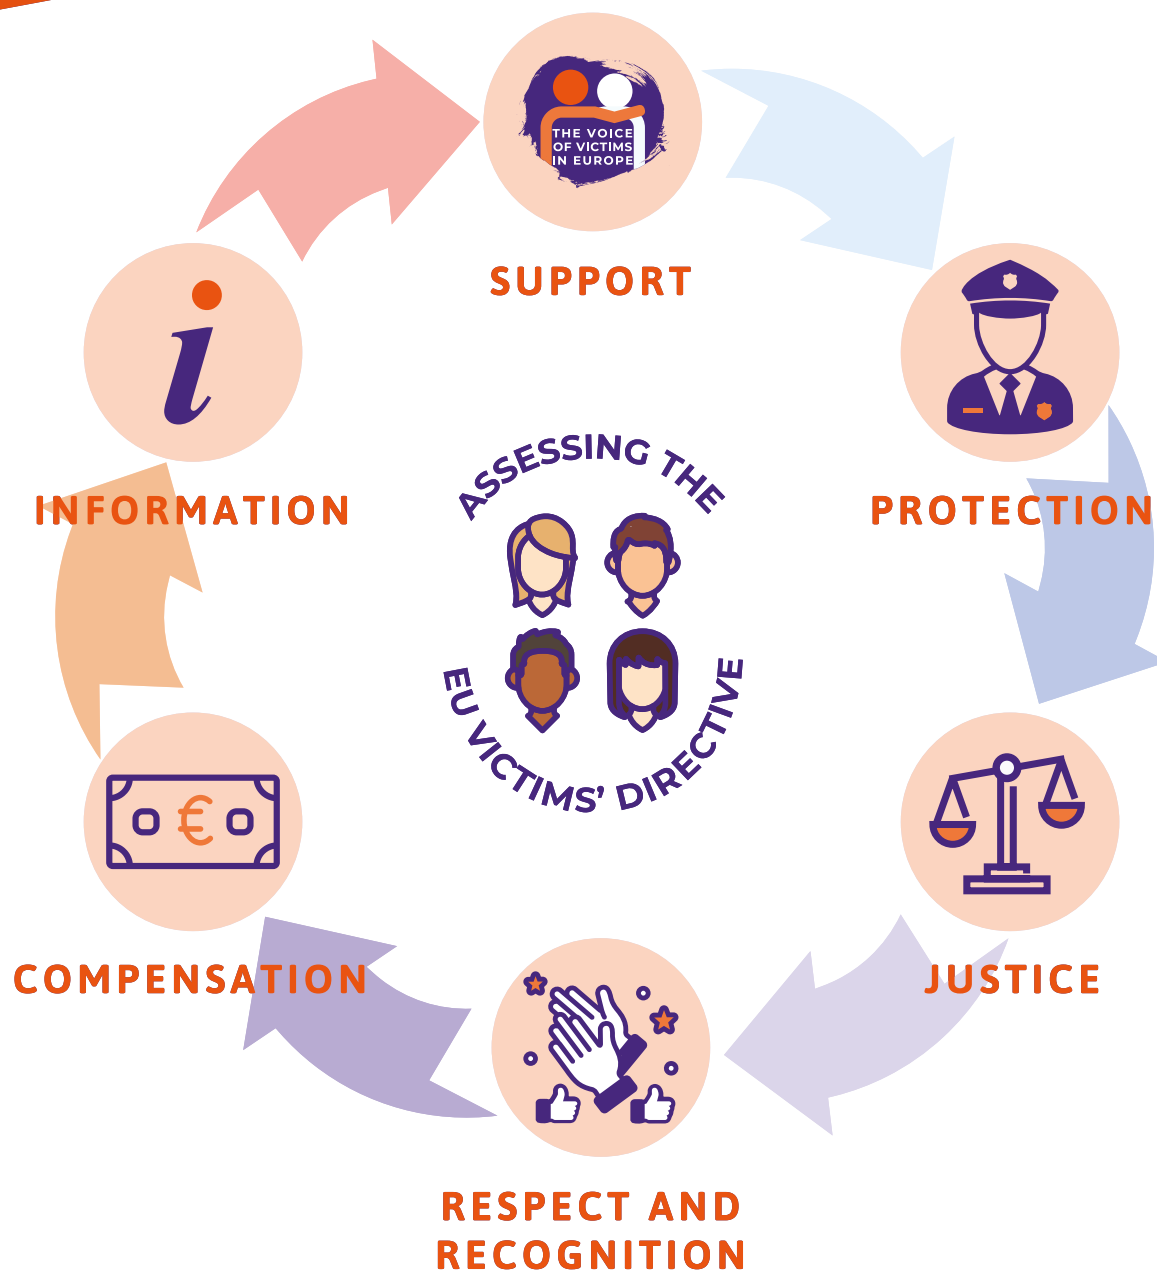 THE VOICE
OF VICTIMS
IN EUROPE
SUPPORT
INFORMATION
PROTECTION
ASSESSING THE
EU VICTIMS’ DIRECTIVE
€
COMPENSATION
JUSTICE
RESPECT AND
RECOGNITION